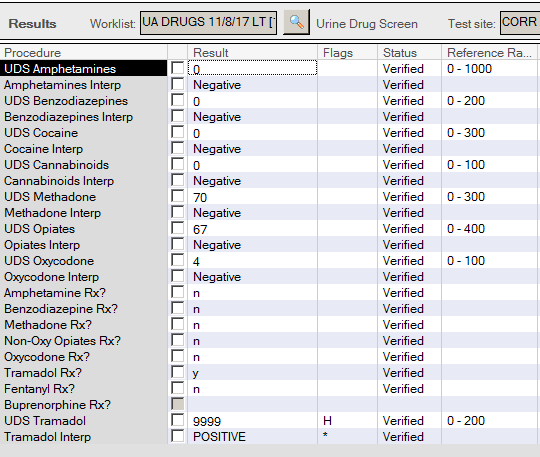 Results Worklist: UA DRUGS 11/8/17 LT [ Urine Drug Screen Test site: CORR
Procedure Result Flags Status Reference Ra...
UDS Amphetamines 0 Verified 0 - 1000
Amphetamines Interp Negative Verified
UDS Benzodiazepines 0 Verified 0 - 200
Benzodiazepines Interp Negative Verified
UDS Cocaine 0 Verified 0 - 300
Cocaine Interp Negative Verified
UDS Cannabinoids 0 Verified 0 - 100
Cannabinoids Interp Negative Verified
UDS Methadone 70 Verified 0 - 300
Methadone Interp Negative Verified
UDS Opiates 67 Verified 0 - 400
Opiates Interp Negative Verified
UDS Oxycodone 4 Verified 0 - 100
Oxycodone Interp Negative Verified
Amphetamine Rx? n Verified
Benzodiazepine Rx? n Verified
Methadone Rx? n Verified
Non-Oxy Opiates Rx? n Verified
Oxycodone Rx? n Verified
Tramadol Rx? y Verified
Fentanyl Rx? n Verified
Buprenorphine Rx?
UDS Tramadol 9999 H Verified 0 - 200
Tramadol Interp POSITIVE * Verified